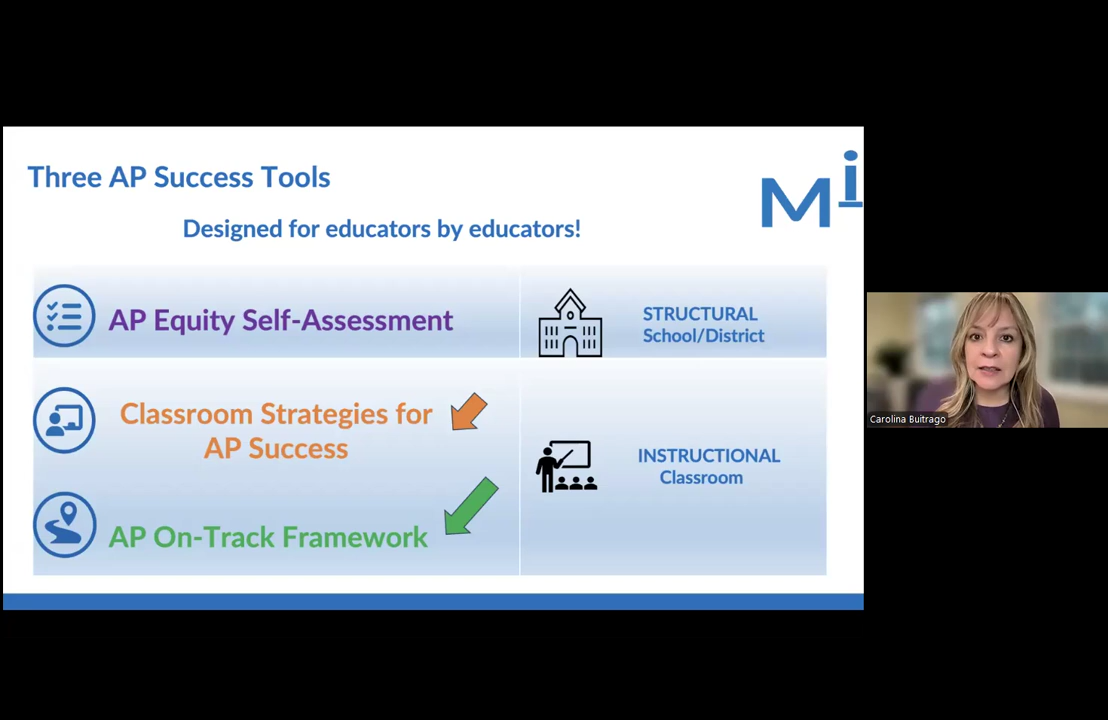 Three AP Success Tools
Mi
Designed for educators by educators!
AP Equity Self-Assessment
STRUCTURAL
School/District
Classroom Strategies for
AP Success
INSTRUCTIONAL
Classroom
AP On-Track Framework
Carolina Buitrago